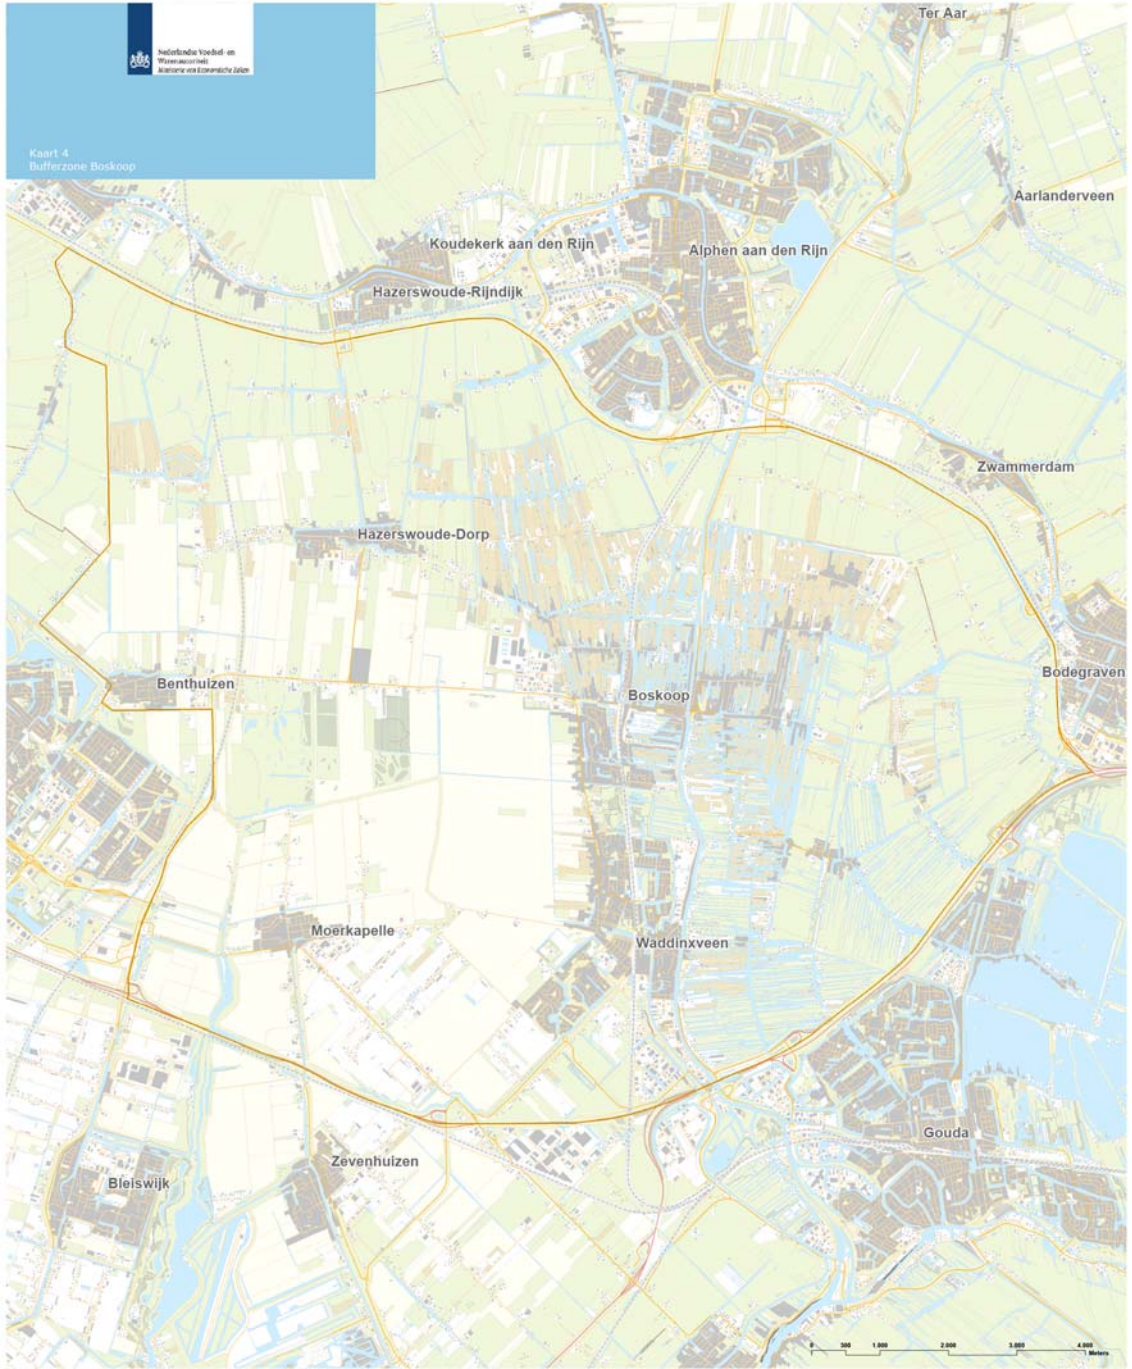 Nederlandse Voedsel- en
Warenautoriteit
Ministerie van Economische Zaken
Kaart 4
Bufferzone Boskoop
Ter Aar
Aarlanderveen
Koudekerk aan den Rijn
Alphen aan den Rijn
Hazerswoude-Rijndijk
Zwammerdam
Hazerswoude-Dorp
Bodegraven
Benthuizen
Boskoop
Moerkapelle
Waddinxveen
Gouda
Zevenhuizen
Bleiswijk
0 500 1.000 2.000 3.000 4.000
Meters